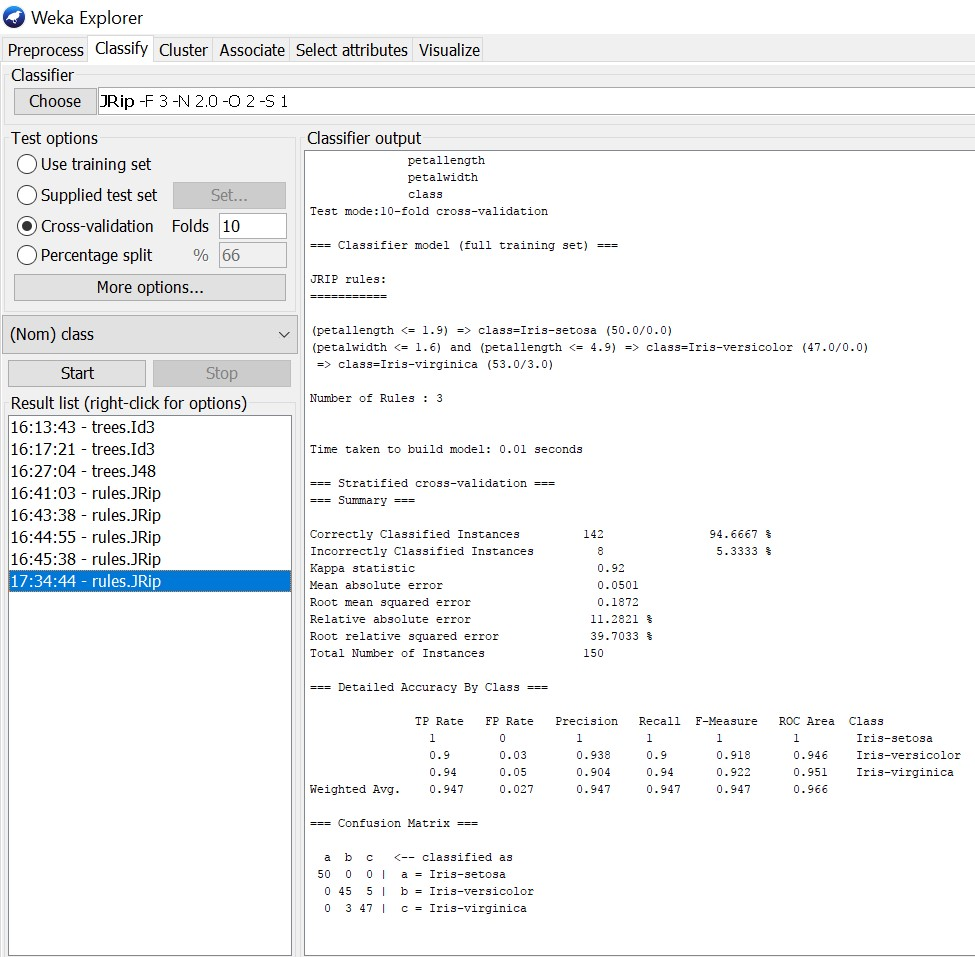 Weka Explorer
Preprocess Classify Cluster Associate Select attributes Visualize
Classifier
Choose JRip -F 3 -N 2.0 -O 2 -S 1
Test options
Use training set
Supplied test set Set...
Cross-validation Folds 10
Percentage split % 66
More options...
(Nom) class
Start Stop
Result list (right-click for options)
16:13:43 - trees.Id3
16:17:21 - trees.Id3
16:27:04 - trees.J48
16:41:03 - rules.JRip
16:43:38 - rules.JRip
16:44:55 - rules.JRip
16:45:38 - rules.JRip
17:34:44 - rules.JRip
Classifier output
petallength
petalwidth
class
Test mode:10-fold cross-validation
=== Classifier model (full training set) ===
JRIP rules:
===========
(petallength <= 1.9) => class=Iris-setosa (50.0/0.0)
(petalwidth <= 1.6) and (petallength <= 4.9) => class=Iris-versicolor (47.0/0.0)
=> class=Iris-virginica (53.0/3.0)
Number of Rules : 3
Time taken to build model: 0.01 seconds
=== Stratified cross-validation ===
=== Summary ===
Correctly Classified Instances 142 94.6667 %
Incorrectly Classified Instances 8 5.3333 %
Kappa statistic 0.92
Mean absolute error 0.0501
Root mean squared error 0.1872
Relative absolute error 11.2821 %
Root relative squared error 39.7033 %
Total Number of Instances 150
=== Detailed Accuracy By Class ===
TP Rate FP Rate Precision Recall F-Measure ROC Area Class
1 0 1 1 1 1 Iris-setosa
0.9 0.03 0.938 0.9 0.918 0.946 Iris-versicolor
0.94 0.05 0.904 0.94 0.922 0.951 Iris-virginica
Weighted Avg. 0.947 0.027 0.947 0.947 0.947 0.966
=== Confusion Matrix ===
a b c <-- classified as
50 0 0 | a = Iris-setosa
0 45 5 | b = Iris-versicolor
0 3 47 | c = Iris-virginica